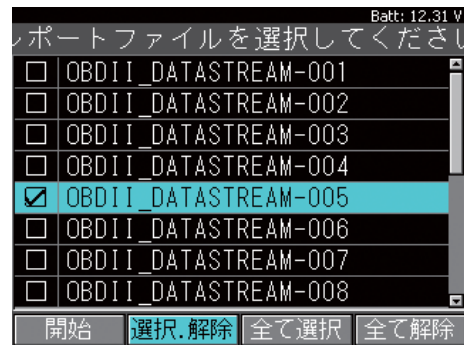 Batt: 12.31 V
レポートファイルを選択してくださし
OBDII_DATASTREAM-001
OBDII_DATASTREAM-002
OBDII_DATASTREAM-003
OBDII_DATASTREAM-004
OBDII_DATASTREAM-005
OBDII_DATASTREAM-006
OBDII_DATASTREAM-007
OBDII_DATASTREAM-008
開始 選択.解除 全て選択 全て解除